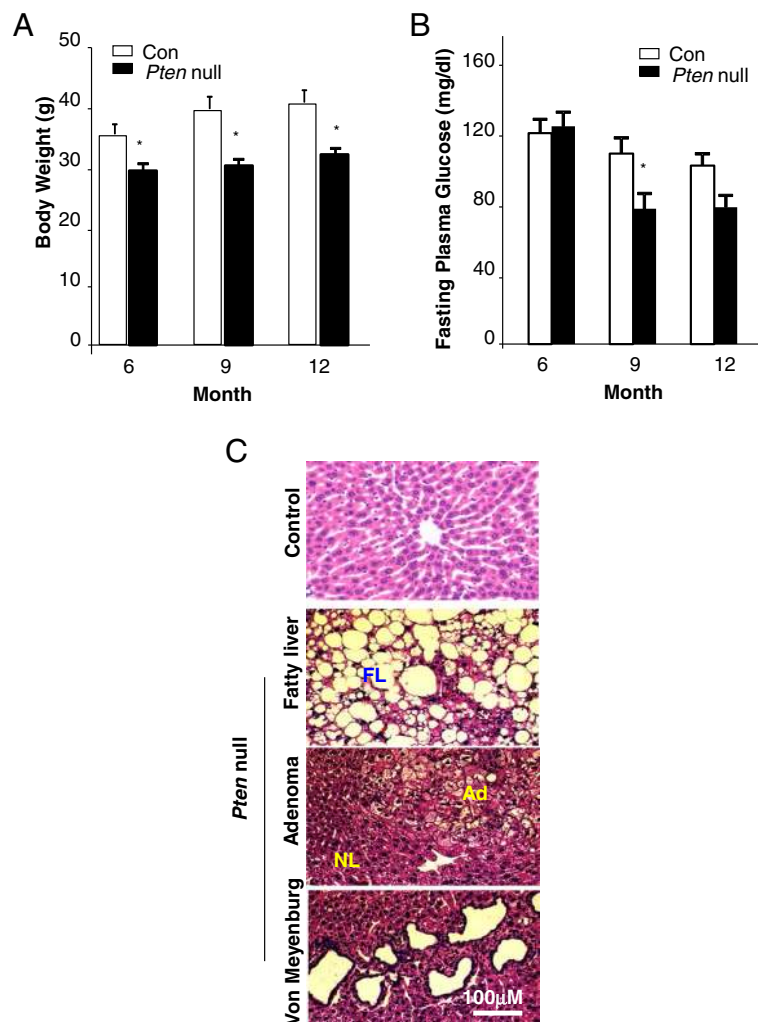 A
50
40
30
20
10
0
Body Weight (g)
Con
Pten null
*
*
*
6
9
12
Month
B
160
120
80
40
0
Fasting Plasma Glucose (mg/dl)
Con
Pten null
*
6
9
12
Month
C
Control
Fatty liver
FL
Pten null
Adenoma
Ad
NL
Von Meyenburg
100μM